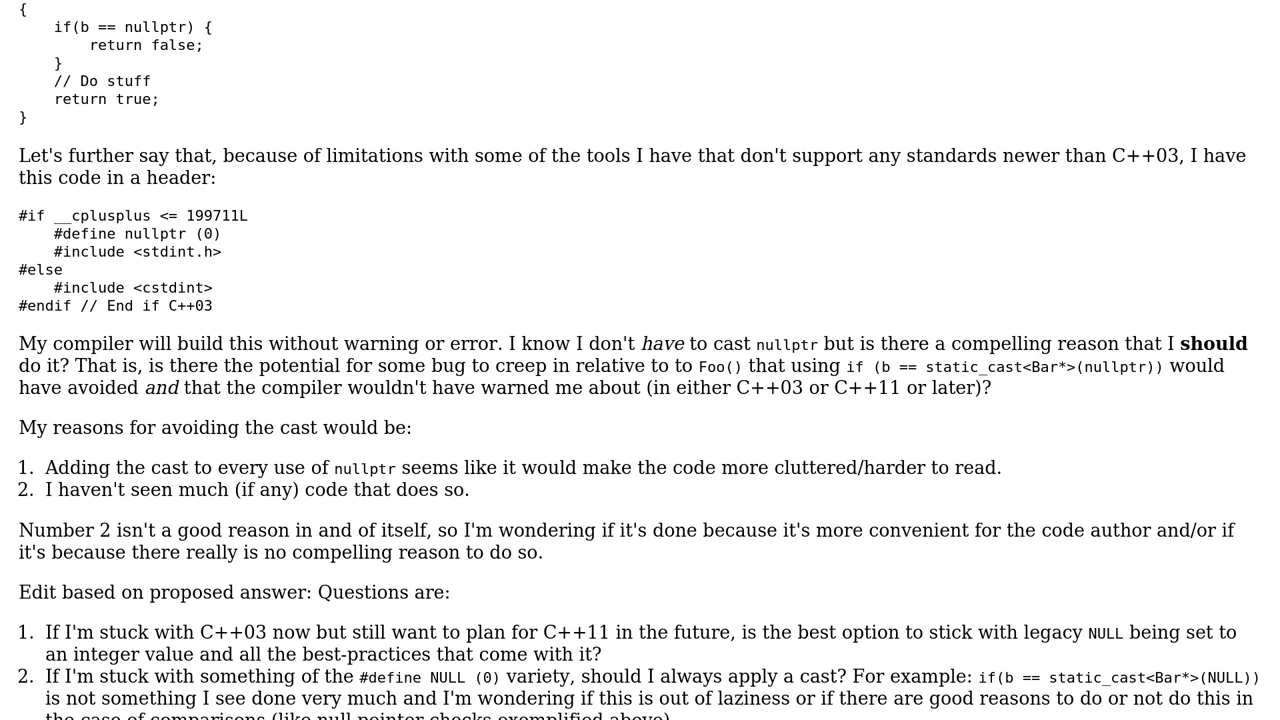 {
    if(b == nullptr) {
        return false;
    }
    // Do stuff
    return true;
}
Let's further say that, because of limitations with some of the tools I have that don't support any standards newer than C++03, I have
this code in a header:
#if __cplusplus <= 199711L
    #define nullptr (0)
    #include <stdint.h>
#else
    #include <cstdint>
#endif // End if C++03
My compiler will build this without warning or error. I know I don't have to cast nullptr but is there a compelling reason that I should
do it? That is, is there the potential for some bug to creep in relative to to Foo() that using if (b == static_cast<Bar*>(nullptr)) would
have avoided and that the compiler wouldn't have warned me about (in either C++03 or C++11 or later)?
My reasons for avoiding the cast would be:
1. Adding the cast to every use of nullptr seems like it would make the code more cluttered/harder to read.
2. I haven't seen much (if any) code that does so.
Number 2 isn't a good reason in and of itself, so I'm wondering if it's done because it's more convenient for the code author and/or if
it's because there really is no compelling reason to do so.
Edit based on proposed answer: Questions are:
1. If I'm stuck with C++03 now but still want to plan for C++11 in the future, is the best option to stick with legacy NULL being set to
an integer value and all the best-practices that come with it?
2. If I'm stuck with something of the #define NULL (0) variety, should I always apply a cast? For example: if(b == static_cast<Bar*>(NULL))
is not something I see done very much and I'm wondering if this is out of laziness or if there are good reasons to do or not do this in
the case of comparisons (like null pointer checks exemplified above).